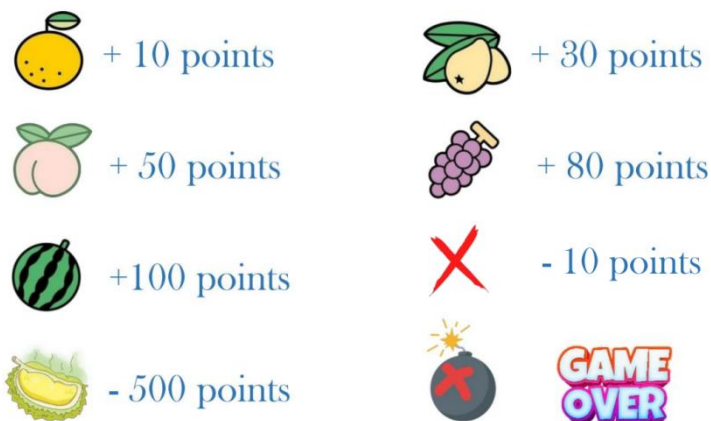 + 10 points
+ 30 points
+ 50 points
+ 80 points
+100 points
- 10 points
- 500 points
GAME
OVER